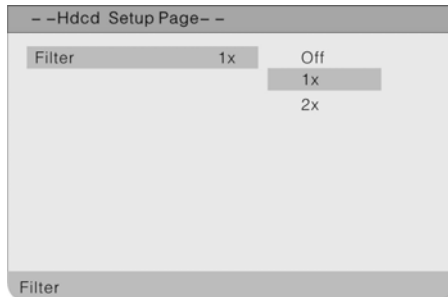 - -Hdcd Setup Page- -
Filter 1x Off
1x
2x
Filter